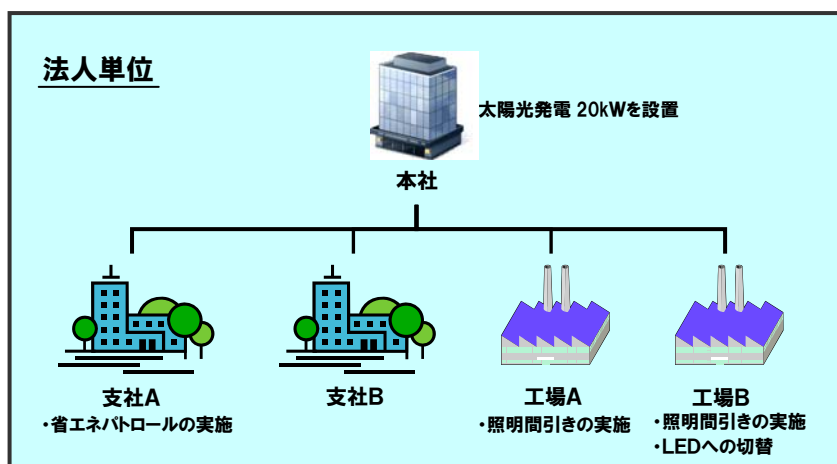 法人単位
太陽光発電 20kWを設置
本社
支社A
・省エネパトロールの実施
支社B
工場A
・照明間引きの実施
工場B
・照明間引きの実施
・LEDへの切替